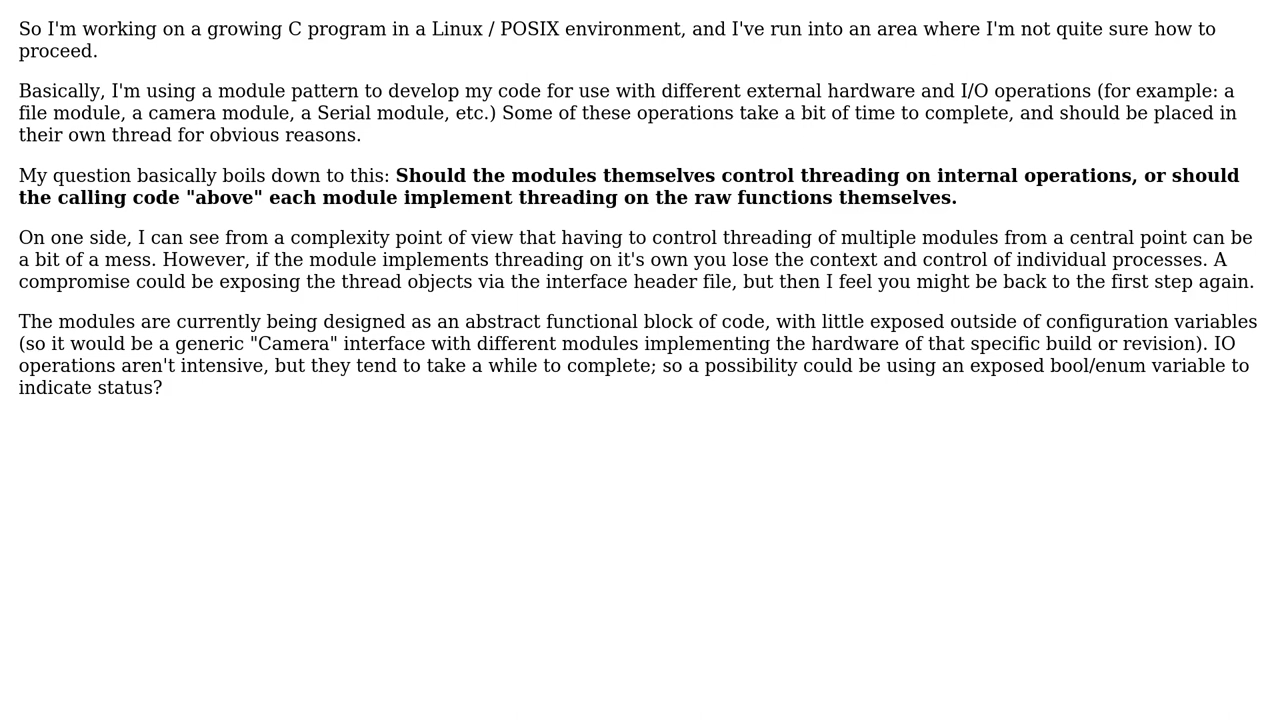 So I'm working on a growing C program in a Linux / POSIX environment, and I've run into an area where I'm not quite sure how to
proceed.
Basically, I'm using a module pattern to develop my code for use with different external hardware and I/O operations (for example: a
file module, a camera module, a Serial module, etc.) Some of these operations take a bit of time to complete, and should be placed in
their own thread for obvious reasons.
My question basically boils down to this: Should the modules themselves control threading on internal operations, or should
the calling code "above" each module implement threading on the raw functions themselves.
On one side, I can see from a complexity point of view that having to control threading of multiple modules from a central point can be
a bit of a mess. However, if the module implements threading on it's own you lose the context and control of individual processes. A
compromise could be exposing the thread objects via the interface header file, but then I feel you might be back to the first step again.
The modules are currently being designed as an abstract functional block of code, with little exposed outside of configuration variables
(so it would be a generic "Camera" interface with different modules implementing the hardware of that specific build or revision). IO
operations aren't intensive, but they tend to take a while to complete; so a possibility could be using an exposed bool/enum variable to
indicate status?